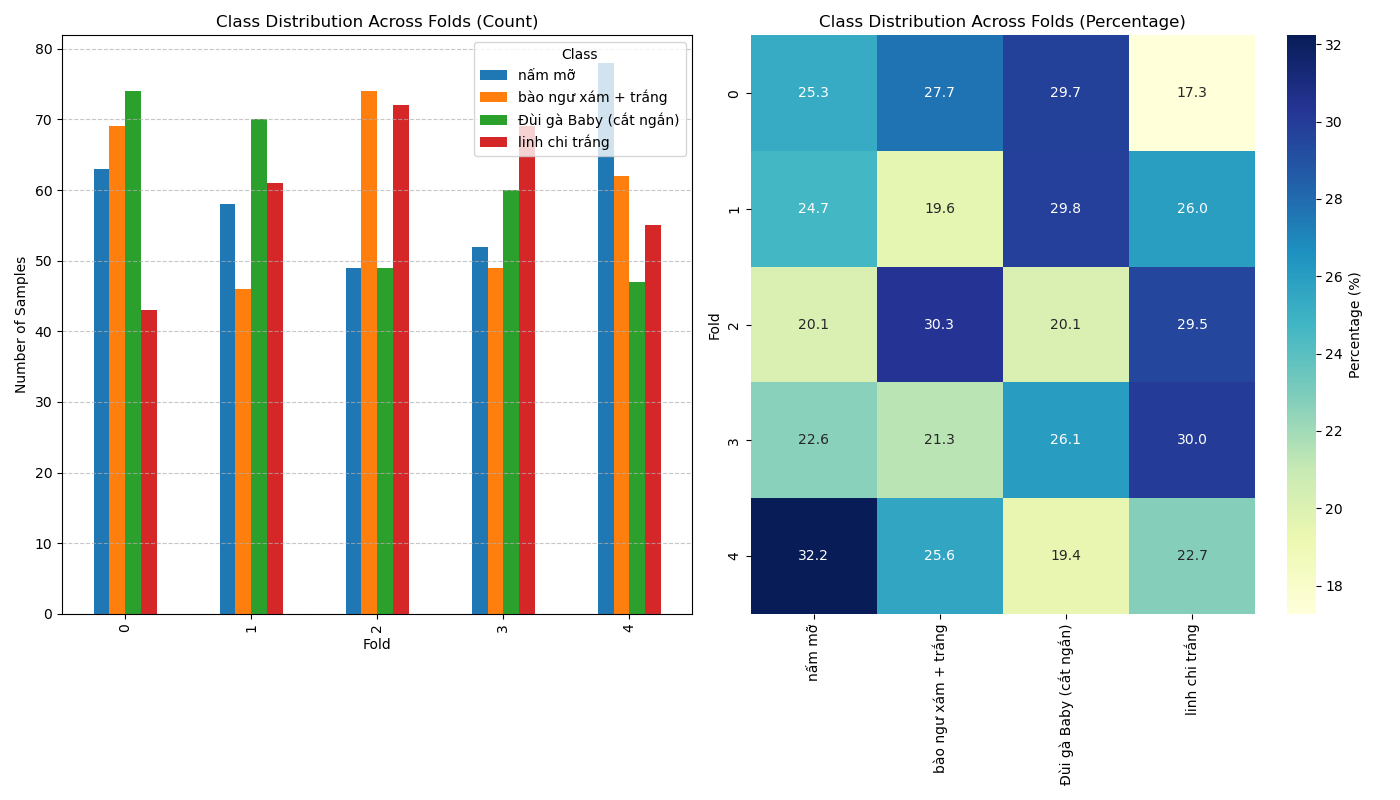 Class Distribution Across Folds (Count)
Number of Samples
80
70
60
50
40
30
20
10
0
Class
nấm mỡ
bào ngư xám + trắng
Đùi gà Baby (cắt ngắn)
linh chi trắng
0
1
2
3
4
Fold
Class Distribution Across Folds (Percentage)
Fold
0
25.3 27.7 29.7 17.3
1
24.7 19.6 29.8 26.0
2
20.1 30.3 20.1 29.5
3
22.6 21.3 26.1 30.0
4
32.2 25.6 19.4 22.7
nấm mỡ
bào ngư xám + trắng
Đùi gà Baby (cắt ngắn)
linh chi trắng
32
30
28
26
24
22
20
18
Percentage (%)